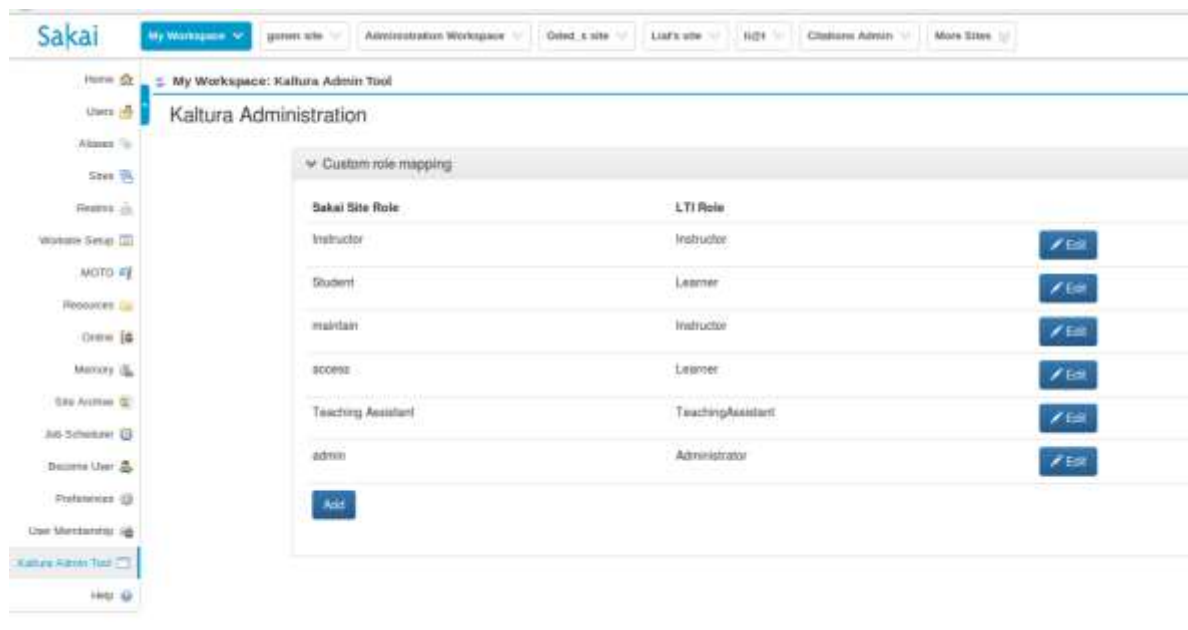 Sakai
My Workspace
Administration Workspace
Citations Admin
More Sites
Home
Users
Aliases
Sites
Realms
Worksite Setup
MOTD
Resources
Online
Memory
Site Archive
Job Scheduler
Become User
Preferences
User Membership
Kaltura Admin Tool
Help
My Workspace: Kaltura Admin Tool
Kaltura Administration
Custom role mapping
Sakai Site Role LTI Role
Instructor Instructor Edit
Student Learner Edit
maintain Instructor Edit
access Learner Edit
Teaching Assistant TeachingAssistant Edit
admin Administrator Edit
Add